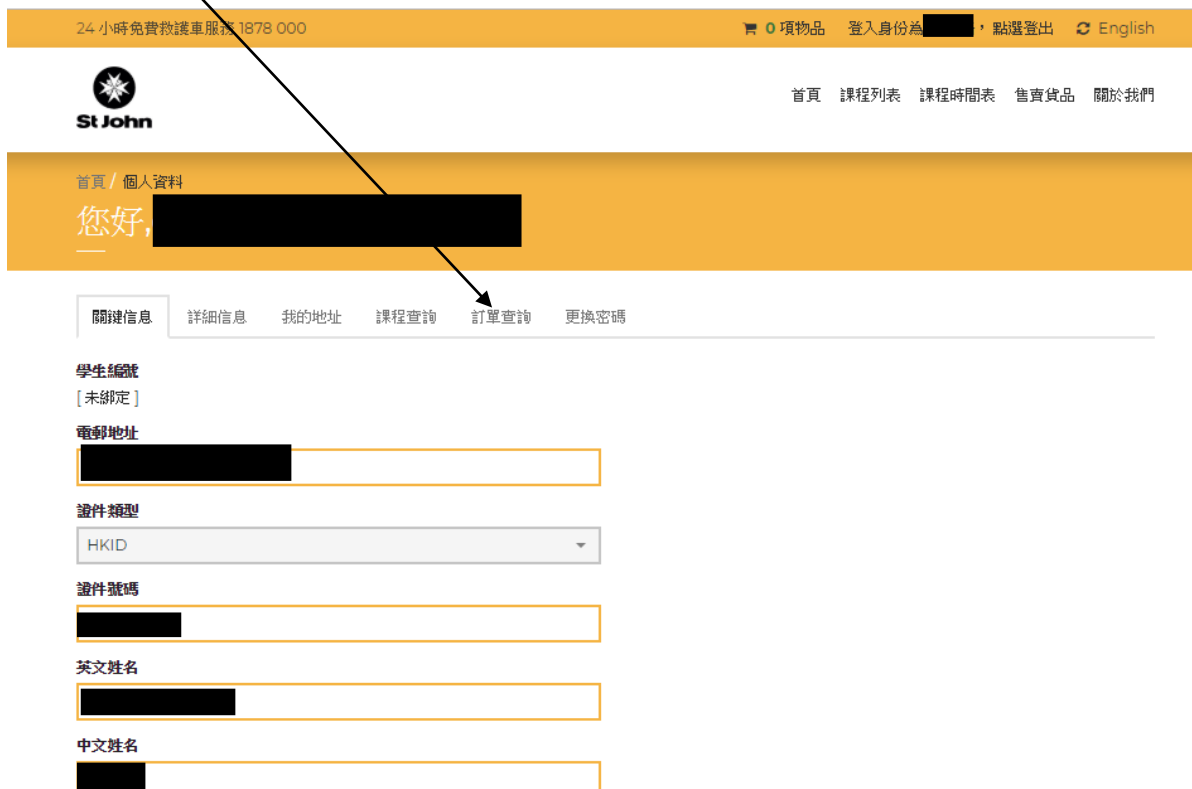 24 小時免費救護車服務 1878 000
0 項物品 登入身份為 ，點選登出 English
St John
首頁 課程列表 課程時間表 售賣貨品 關於我們
首頁 / 個人資料
您好,
關鍵信息 詳細信息 我的地址 課程查詢 訂單查詢 更換密碼
學生編號
[ 未綁定 ]
電郵地址
證件類型
HKID
證件號碼
英文姓名
中文姓名